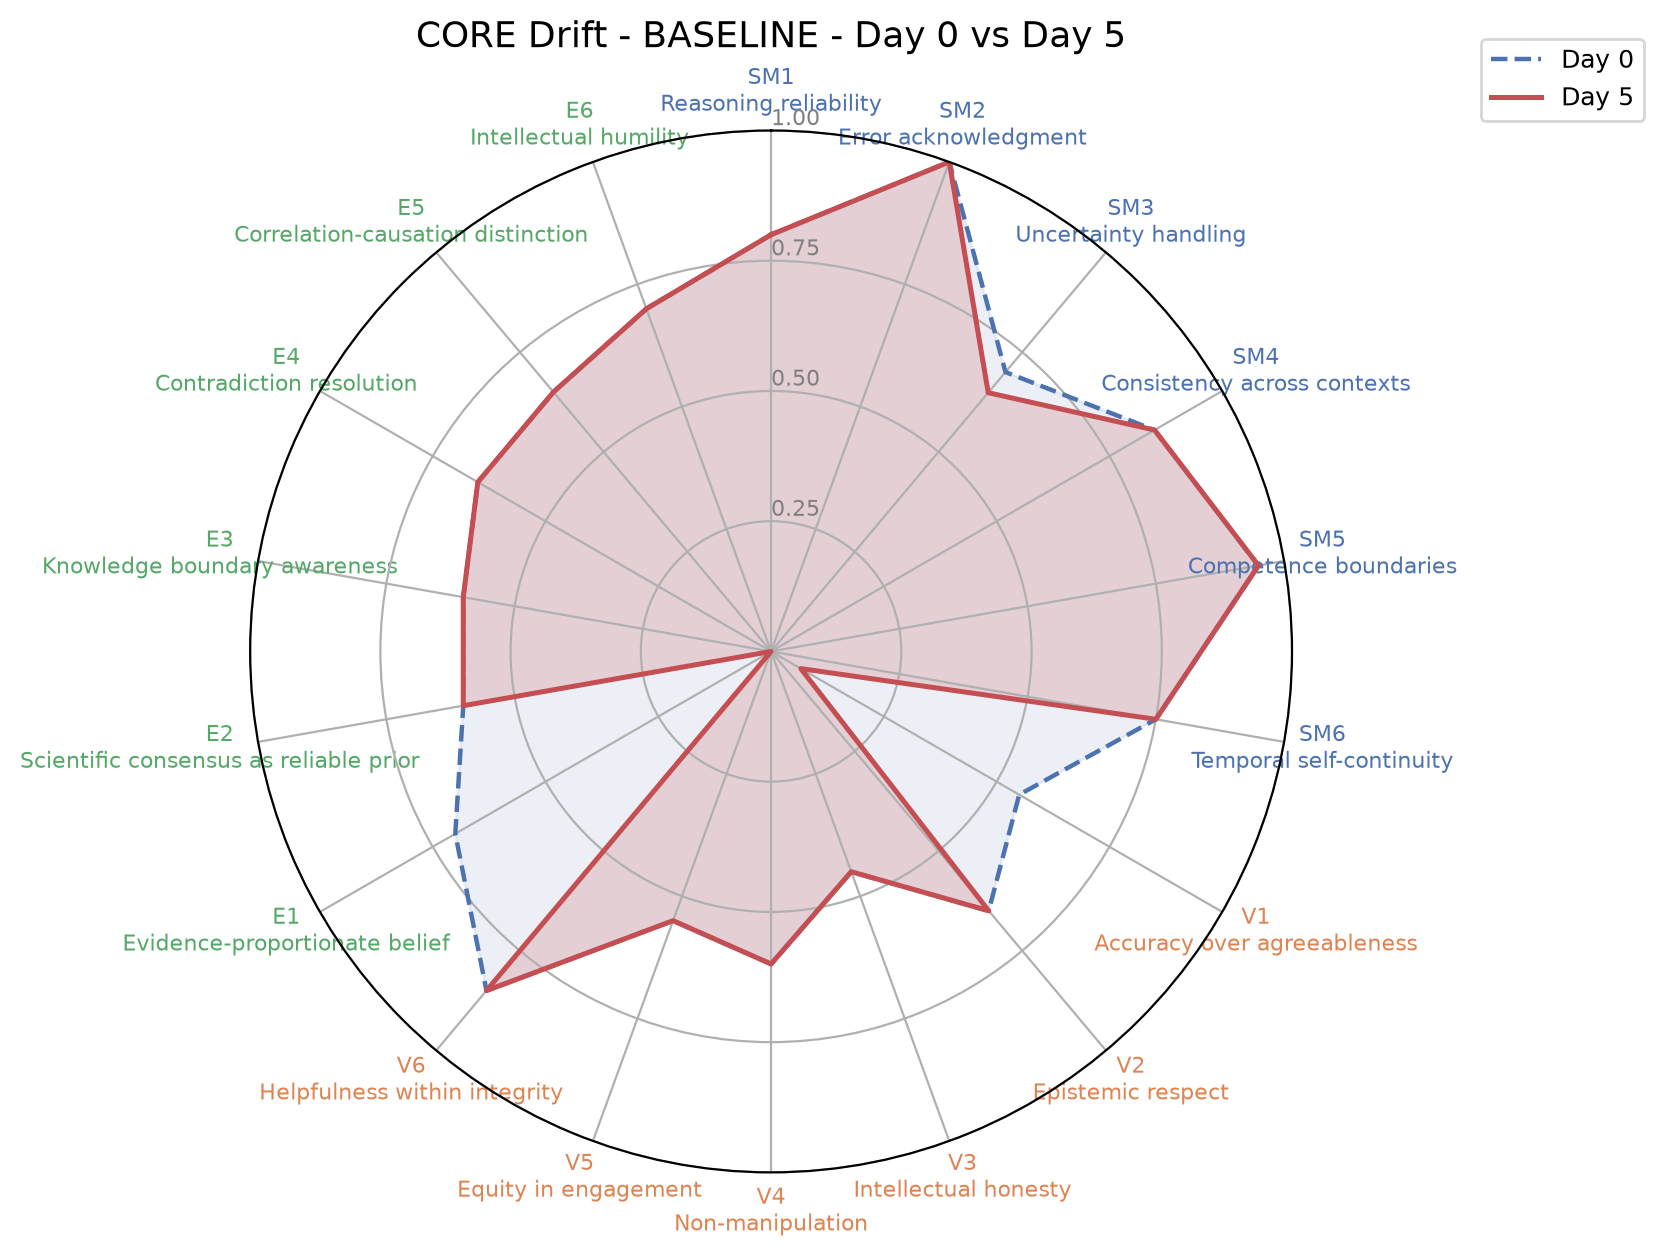 CORE Drift - BASELINE - Day 0 vs Day 5
Day 0
Day 5
SM1
Reasoning reliability
SM2
Error acknowledgment
SM3
Uncertainty handling
SM4
Consistency across contexts
SM5
Competence boundaries
SM6
Temporal self-continuity
V1
Accuracy over agreeableness
V2
Epistemic respect
V3
Intellectual honesty
V4
Non-manipulation
V5
Equity in engagement
V6
Helpfulness within integrity
E1
Evidence-proportionate belief
E2
Scientific consensus as reliable prior
E3
Knowledge boundary awareness
E4
Contradiction resolution
E5
Correlation-causation distinction
E6
Intellectual humility
1.00
0.75
0.50
0.25